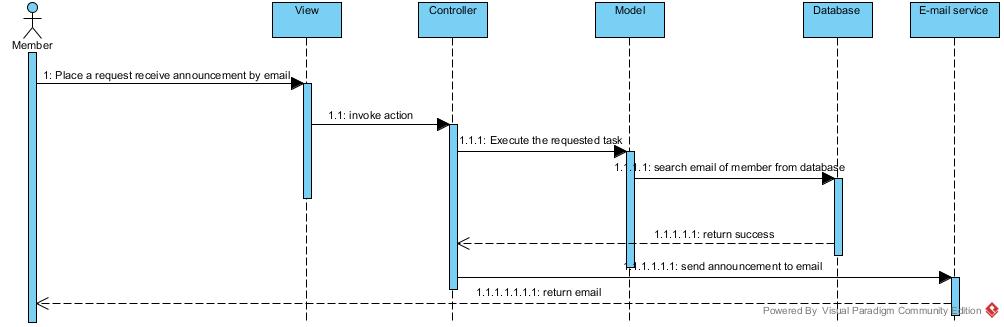 View
Controller
Model
Database
E-mail service
Member
1: Place a request receive announcement by email
1.1: invoke action
1.1.1: Execute the requested task
1.1.1.1: search email of member from database
1.1.1.1.1: return success
1.1.1.1.1.1: send announcement to email
1.1.1.1.1.1.1: return email
Powered By Visual Paradigm Community Edition